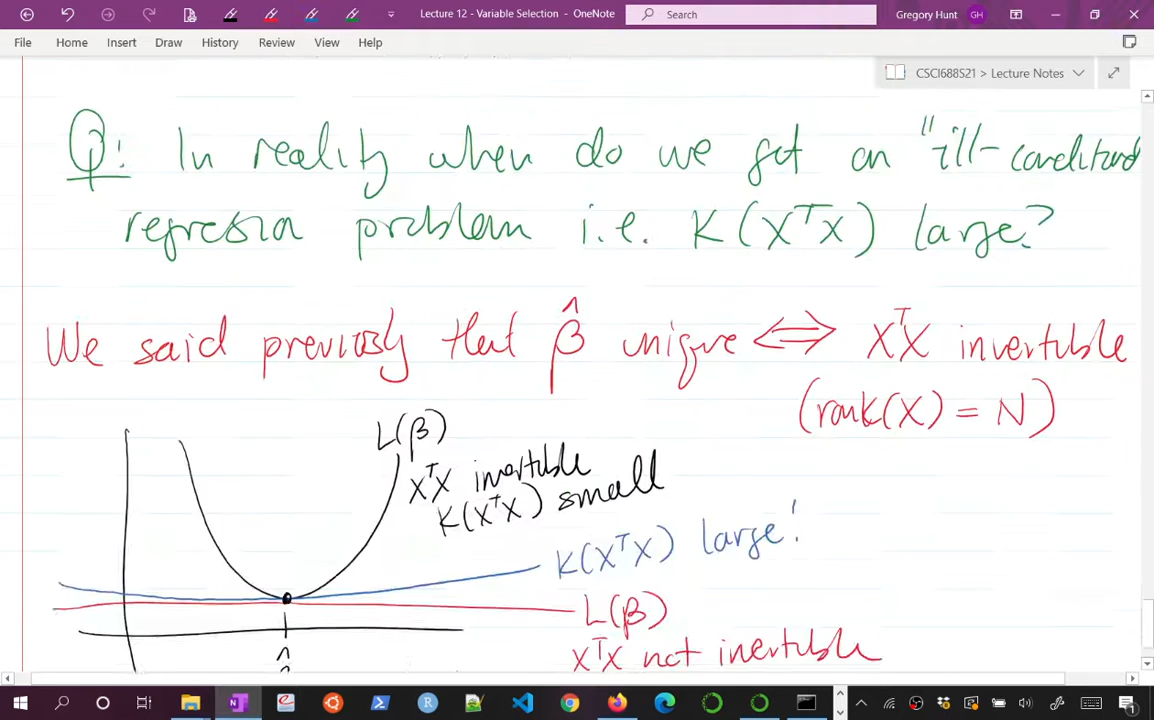 Lecture 12 - Variable Selection - OneNote
Search
Gregory Hunt GH
File Home Insert Draw History Review View Help
CSCI688S21 > Lecture Notes
Q: In reality when do we get an "ill-conditioned
regression problem i.e. K(XᵀX) large?
We said previously that β̂ unique ⟺ XᵀX invertible
(rank(X) = N)
L(β)
XᵀX invertible
K(XᵀX) small
K(XᵀX) large!
L(β)
XᵀX not invertible